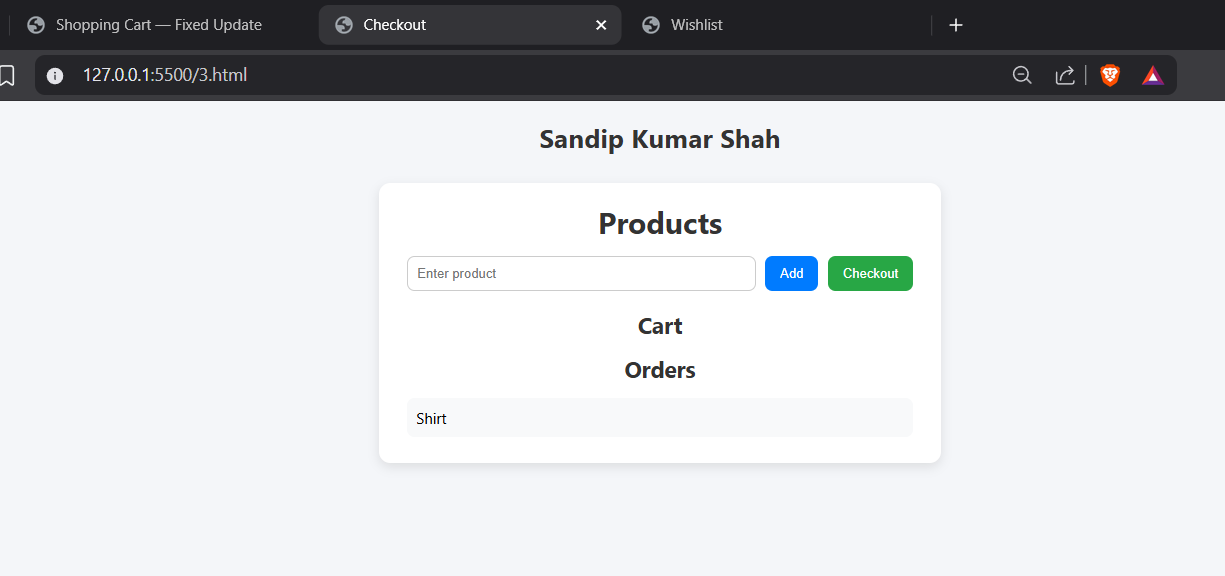 Shopping Cart — Fixed Update
Checkout
Wishlist
127.0.0.1:5500/3.html
Sandip Kumar Shah
Products
Enter product
Add
Checkout
Cart
Orders
Shirt